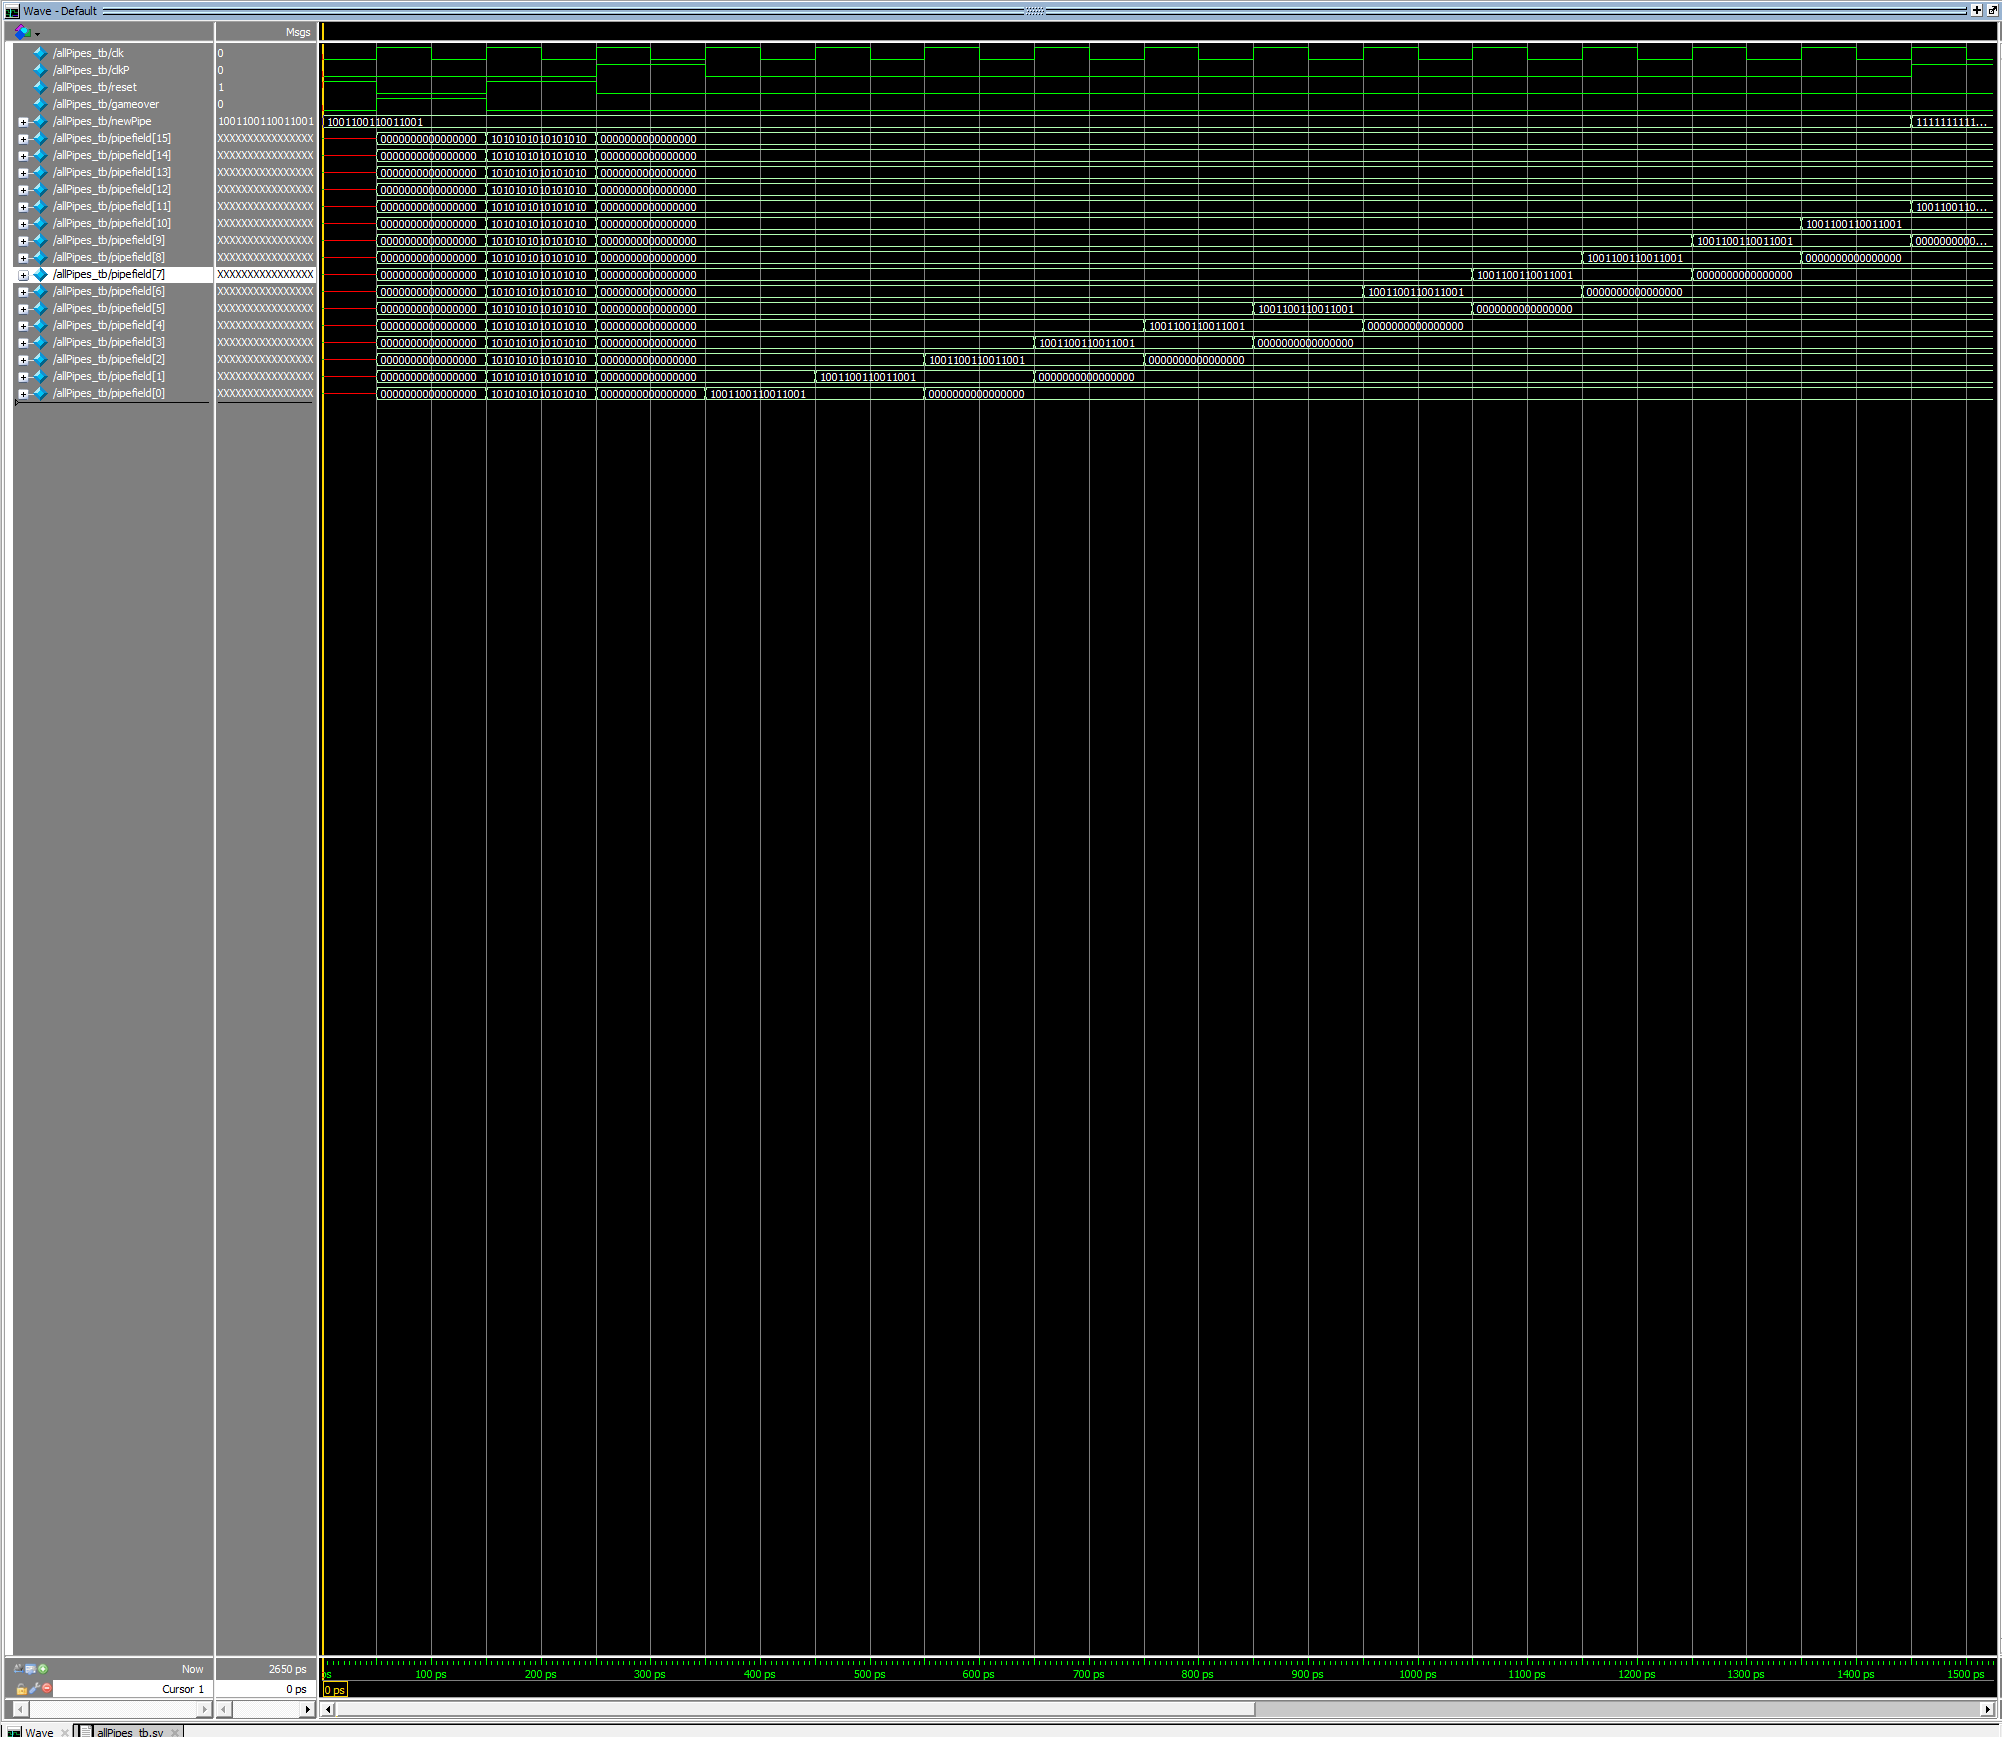 Wave - Default
Msgs
/allPipes_tb/clk 0
/allPipes_tb/clkP 0
/allPipes_tb/reset 1
/allPipes_tb/gameover 0
/allPipes_tb/newPipe 1001100110011001 1001100110011001 1111111111...
/allPipes_tb/pipefield[15] XXXXXXXXXXXXXXXX 0000000000000000 1010101010101010 0000000000000000
/allPipes_tb/pipefield[14] XXXXXXXXXXXXXXXX 0000000000000000 1010101010101010 0000000000000000
/allPipes_tb/pipefield[13] XXXXXXXXXXXXXXXX 0000000000000000 1010101010101010 0000000000000000
/allPipes_tb/pipefield[12] XXXXXXXXXXXXXXXX 0000000000000000 1010101010101010 0000000000000000
/allPipes_tb/pipefield[11] XXXXXXXXXXXXXXXX 0000000000000000 1010101010101010 0000000000000000 1001100110...
/allPipes_tb/pipefield[10] XXXXXXXXXXXXXXXX 0000000000000000 1010101010101010 0000000000000000 1001100110011001
/allPipes_tb/pipefield[9] XXXXXXXXXXXXXXXX 0000000000000000 1010101010101010 0000000000000000 1001100110011001 0000000000...
/allPipes_tb/pipefield[8] XXXXXXXXXXXXXXXX 0000000000000000 1010101010101010 0000000000000000 1001100110011001 0000000000000000
/allPipes_tb/pipefield[7] XXXXXXXXXXXXXXXX 0000000000000000 1010101010101010 0000000000000000 1001100110011001 0000000000000000
/allPipes_tb/pipefield[6] XXXXXXXXXXXXXXXX 0000000000000000 1010101010101010 0000000000000000 1001100110011001 0000000000000000
/allPipes_tb/pipefield[5] XXXXXXXXXXXXXXXX 0000000000000000 1010101010101010 0000000000000000 1001100110011001 0000000000000000
/allPipes_tb/pipefield[4] XXXXXXXXXXXXXXXX 0000000000000000 1010101010101010 0000000000000000 1001100110011001 0000000000000000
/allPipes_tb/pipefield[3] XXXXXXXXXXXXXXXX 0000000000000000 1010101010101010 0000000000000000 1001100110011001 0000000000000000
/allPipes_tb/pipefield[2] XXXXXXXXXXXXXXXX 0000000000000000 1010101010101010 0000000000000000 1001100110011001 0000000000000000
/allPipes_tb/pipefield[1] XXXXXXXXXXXXXXXX 0000000000000000 1010101010101010 0000000000000000 1001100110011001 0000000000000000
/allPipes_tb/pipefield[0] XXXXXXXXXXXXXXXX 0000000000000000 1010101010101010 0000000000000000 1001100110011001 0000000000000000
Now 2650 ps ps 100 ps 200 ps 300 ps 400 ps 500 ps 600 ps 700 ps 800 ps 900 ps 1000 ps 1100 ps 1200 ps 1300 ps 1400 ps 1500 ps
Cursor 1 0 ps 0 ps
Wave allPipes_tb.sv